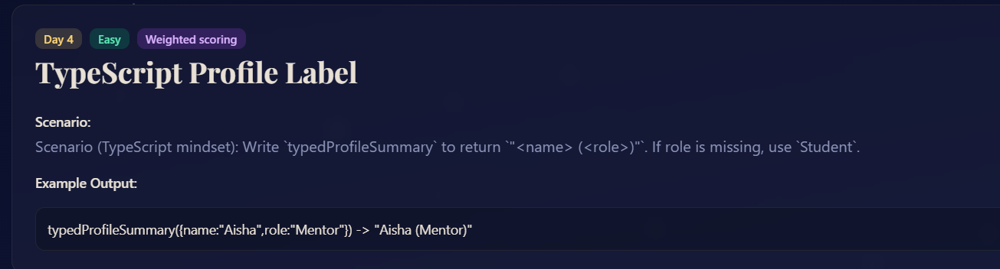 Day 4 Easy Weighted scoring
TypeScript Profile Label
Scenario:
Scenario (TypeScript mindset): Write `typedProfileSummary` to return `"<name> (<role>)"`. If role is missing, use `Student`.
Example Output:
typedProfileSummary({name:"Aisha",role:"Mentor"}) -> "Aisha (Mentor)"